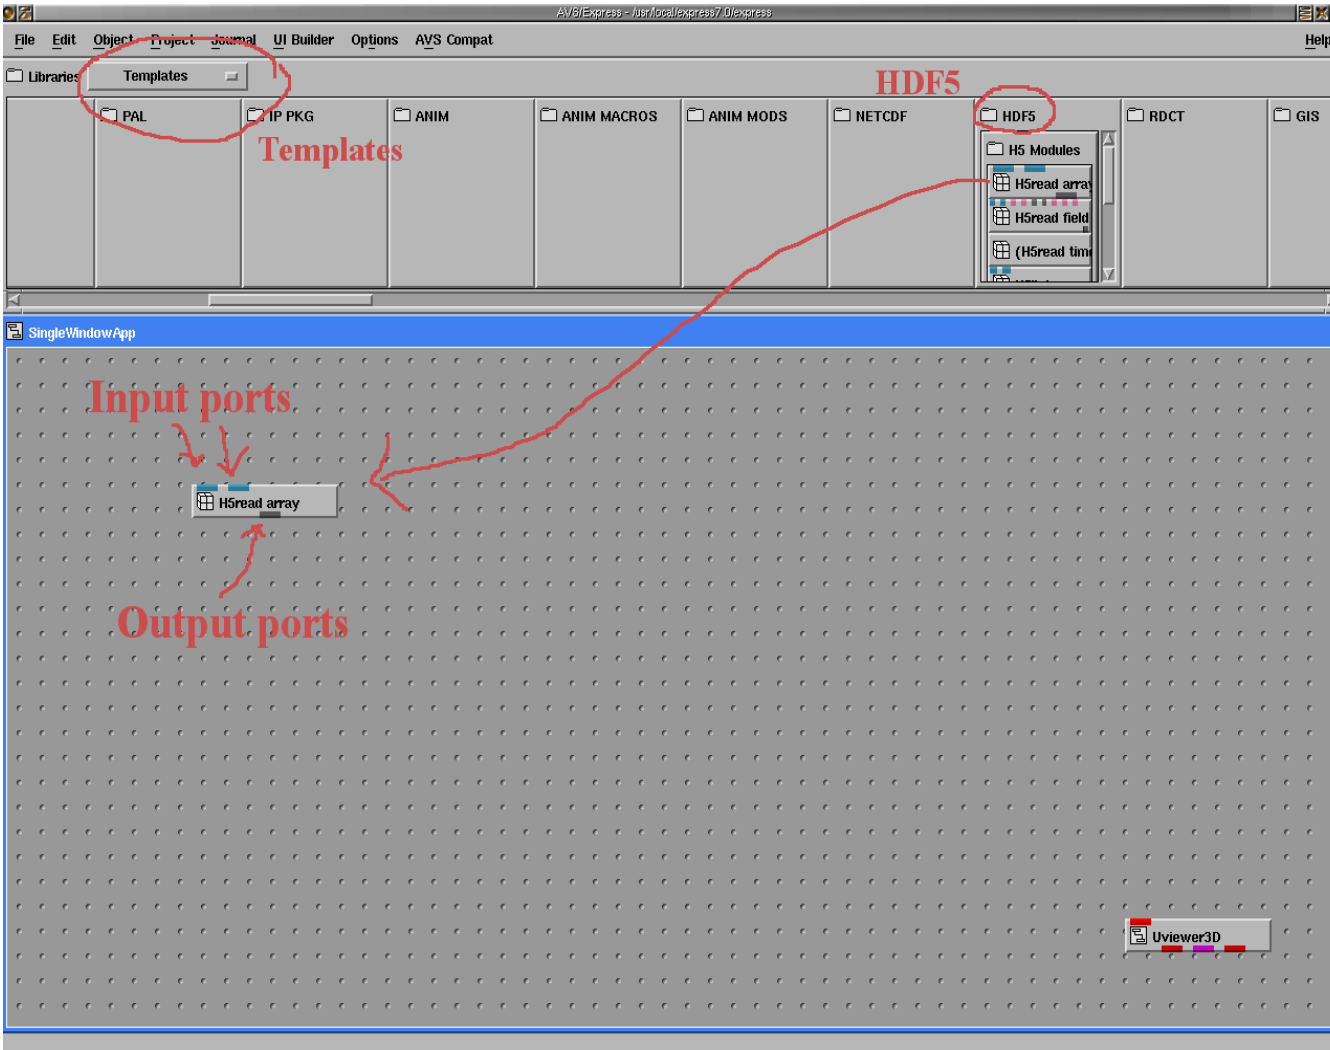 AVS/Express - /usr/local/express7.0/express
File Edit Object Project Journal UI Builder Options AVS Compat Help
Libraries Templates
HDF5
PAL IP PKG ANIM ANIM MACROS ANIM MODS NETCDF HDF5 RDCT GIS
Templates
H5 Modules
H5read array
H5read field
(H5read tim
SingleWindowApp
Input ports
H5read array
Output ports
Uviewer3D